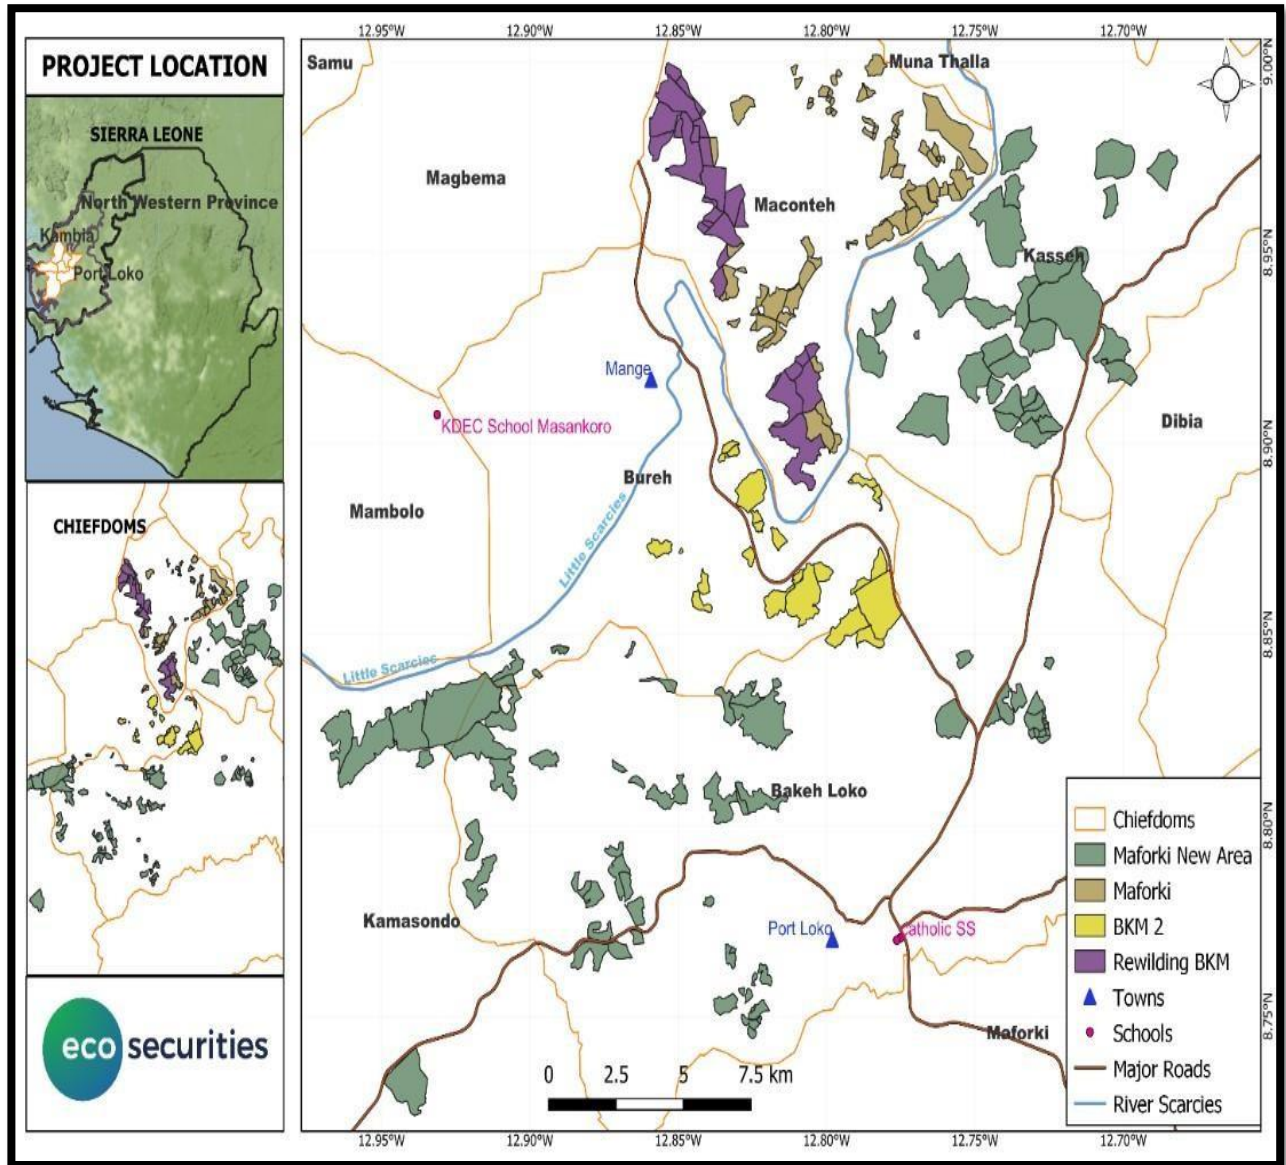 PROJECT LOCATION
SIERRA LEONE
North Western Province
Kambia
Port Loko
CHIEFDOMS
eco securities
12.95°W 12.90°W 12.85°W 12.80°W 12.75°W 12.70°W
9.00°N
8.95°N
8.90°N
8.85°N
8.80°N
8.75°N
Samu
Muna Thalla
Magbema
Maconteh
Kasseh
Mange
KDEC School Masankoro
Dibia
Bureh
Mambolo
Little Scarcies
Little Scarcies
Bakeh Loko
Kamasondo
Port Loko
Catholic SS
Maforki
0 2.5 5 7.5 km
Chiefdoms
Maforki New Area
Maforki
BKM 2
Rewilding BKM
Towns
Schools
Major Roads
River Scarcies
12.95°W 12.90°W 12.85°W 12.80°W 12.75°W 12.70°W